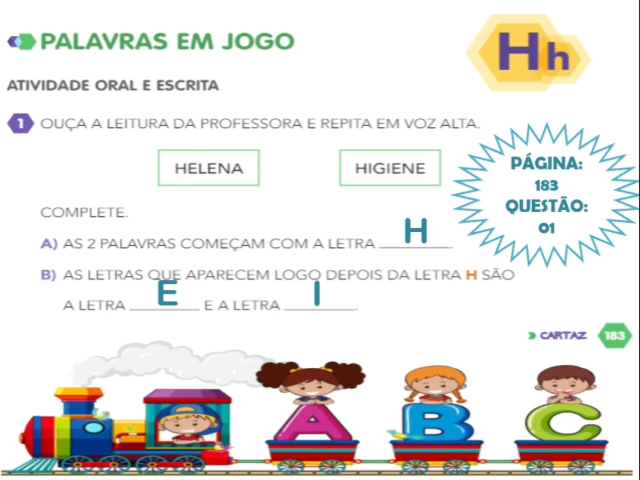 PALAVRAS EM JOGO
Hh
ATIVIDADE ORAL E ESCRITA
1 OUÇA A LEITURA DA PROFESSORA E REPITA EM VOZ ALTA.
HELENA
HIGIENE
PÁGINA:
183
QUESTÃO:
01
COMPLETE.
A) AS 2 PALAVRAS COMEÇAM COM A LETRA H.
B) AS LETRAS QUE APARECEM LOGO DEPOIS DA LETRA H SÃO
A LETRA E E A LETRA I.
CARTAZ 183
A B C